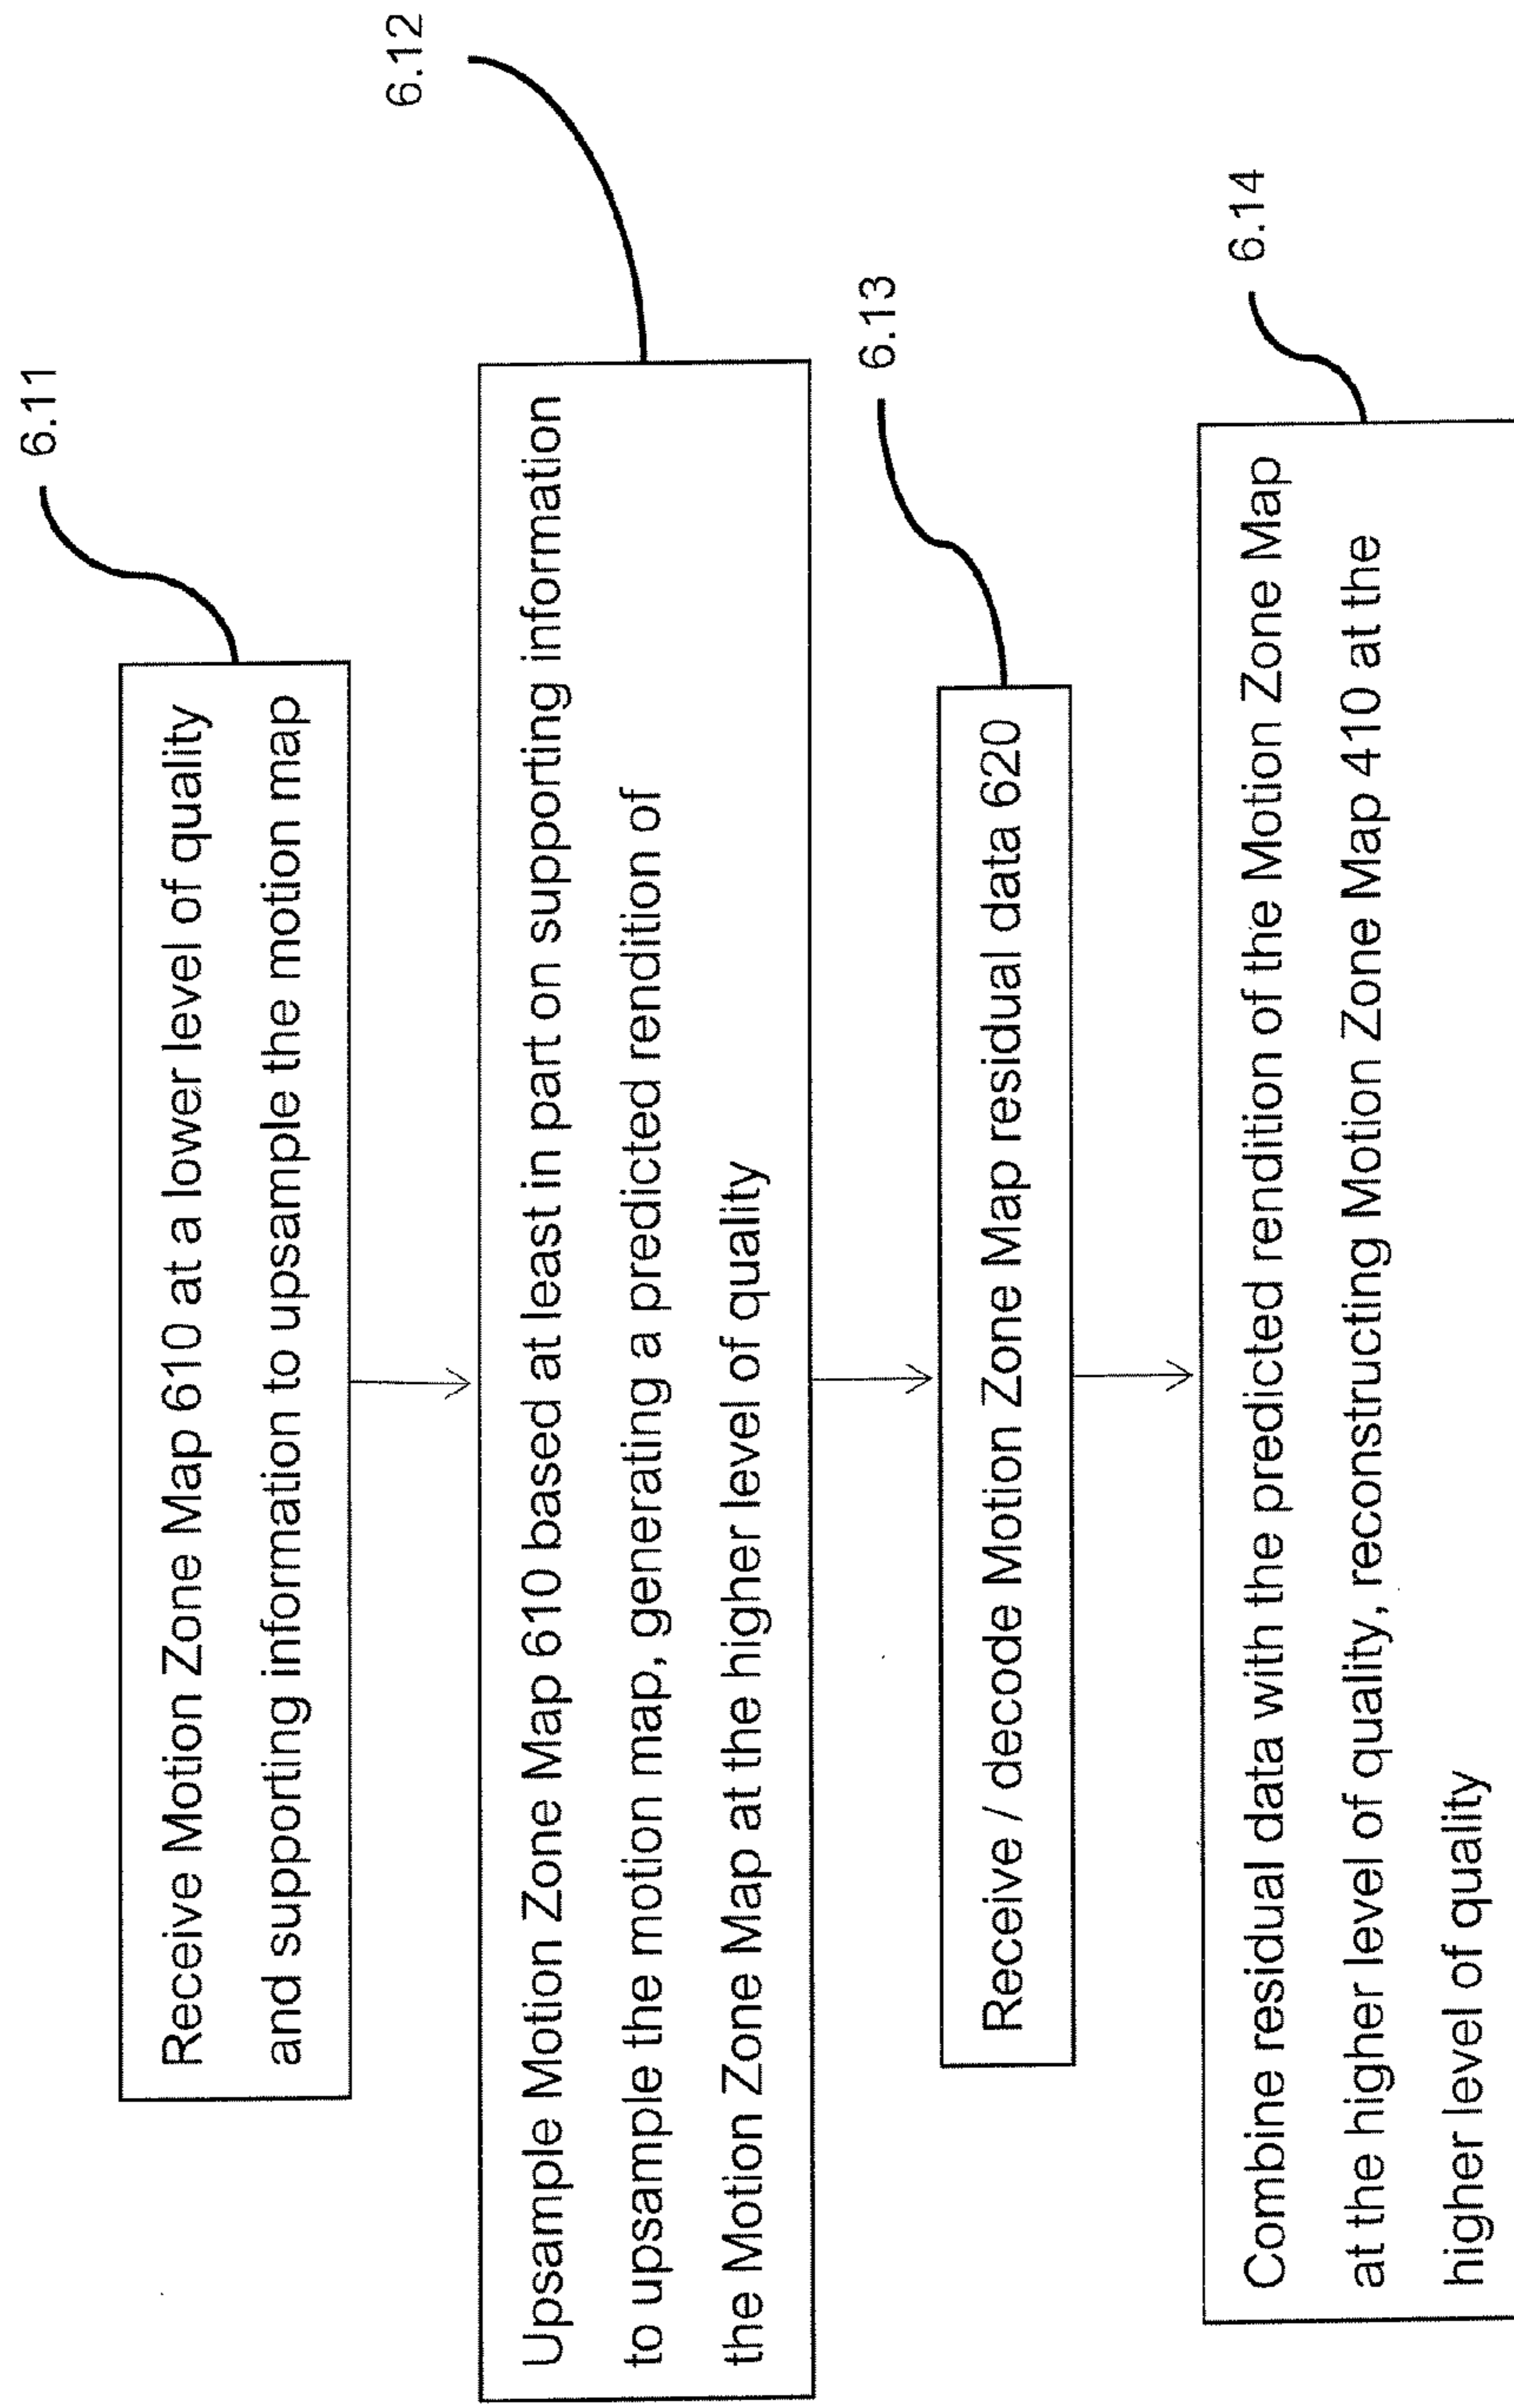 6.11
Receive Motion Zone Map 610 at a lower level of quality
and supporting information to upsample the motion map
6.12
Upsample Motion Zone Map 610 based at least in part on supporting information
to upsample the motion map, generating a predicted rendition of
the Motion Zone Map at the higher level of quality
6.13
Receive / decode Motion Zone Map residual data 620
6.14
Combine residual data with the predicted rendition of the Motion Zone Map
at the higher level of quality, reconstructing Motion Zone Map 410 at the
higher level of quality